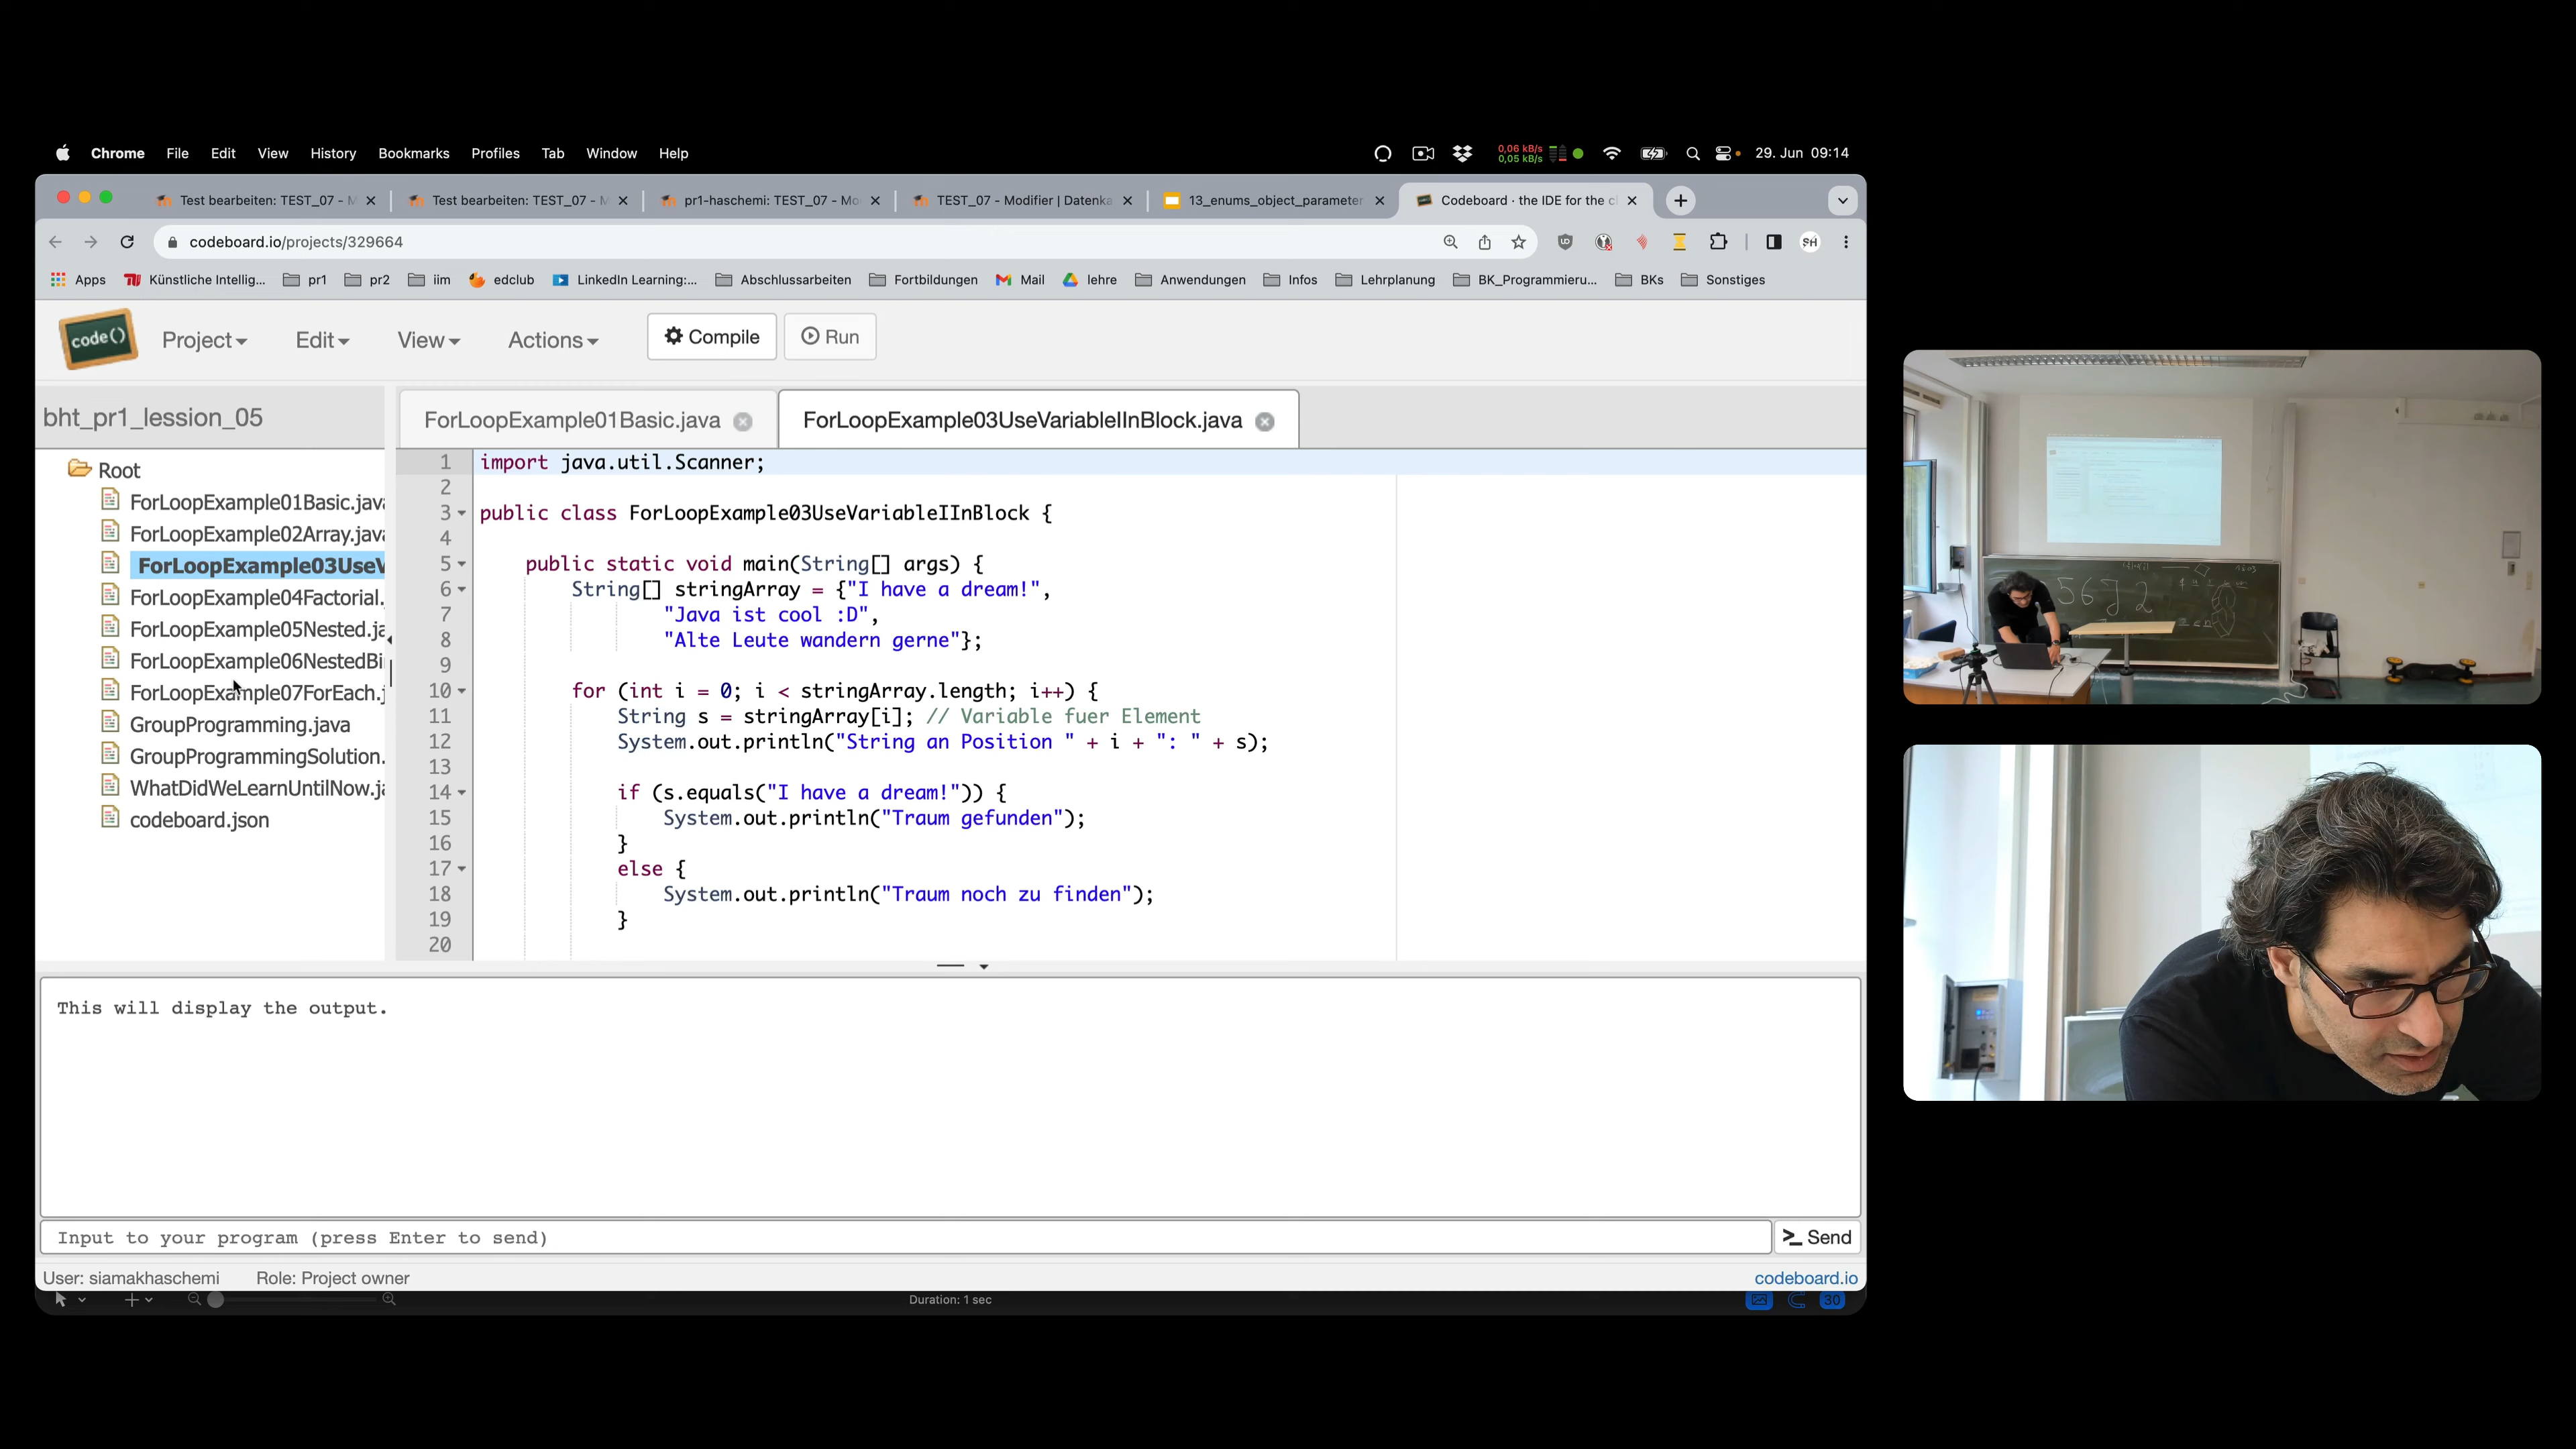 Chrome File Edit View History Bookmarks Profiles Tab Window Help
0,06 kB/s
0,05 kB/s
29. Jun 09:14
Test bearbeiten: TEST_07 - M
Test bearbeiten: TEST_07 - M
pr1-haschemi: TEST_07 - Mo
TEST_07 - Modifier | Datenka
13_enums_object_parameter
Codeboard · the IDE for the cl
codeboard.io/projects/329664
SH
Apps
Künstliche Intellig...
pr1
pr2
iim
edclub
LinkedIn Learning:...
Abschlussarbeiten
Fortbildungen
Mail
lehre
Anwendungen
Infos
Lehrplanung
BK_Programmieru...
BKs
Sonstiges
code()
Project
Edit
View
Actions
Compile
Run
bht_pr1_lession_05
Root
ForLoopExample01Basic.java
ForLoopExample02Array.java
ForLoopExample03UseV
ForLoopExample04Factorial.
ForLoopExample05Nested.ja
ForLoopExample06NestedBi
ForLoopExample07ForEach.j
GroupProgramming.java
GroupProgrammingSolution.
WhatDidWeLearnUntilNow.ja
codeboard.json
ForLoopExample01Basic.java
ForLoopExample03UseVariableIInBlock.java
1 import java.util.Scanner;
2
3 public class ForLoopExample03UseVariableIInBlock {
4
5 public static void main(String[] args) {
6 String[] stringArray = {"I have a dream!",
7 "Java ist cool :D",
8 "Alte Leute wandern gerne"};
9
10 for (int i = 0; i < stringArray.length; i++) {
11 String s = stringArray[i]; // Variable fuer Element
12 System.out.println("String an Position " + i + ": " + s);
13
14 if (s.equals("I have a dream!")) {
15 System.out.println("Traum gefunden");
16 }
17 else {
18 System.out.println("Traum noch zu finden");
19 }
20
This will display the output.
Input to your program (press Enter to send)
Send
User: siamakhaschemi
Role: Project owner
codeboard.io
Duration: 1 sec
30